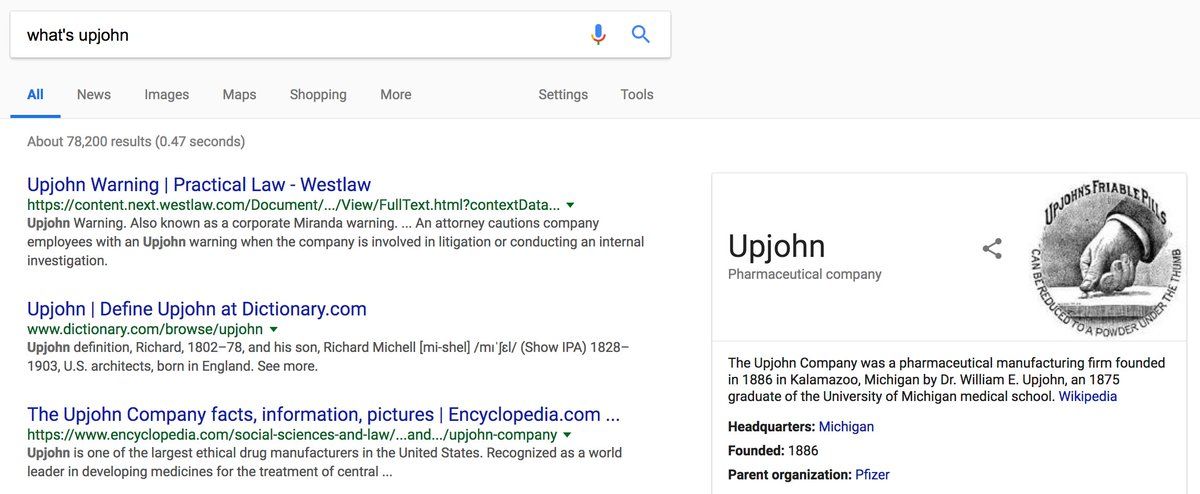 what's upjohn
All News Images Maps Shopping More Settings Tools
About 78,200 results (0.47 seconds)
Upjohn Warning | Practical Law - Westlaw
https://content.next.westlaw.com/Document/.../View/FullText.html?contextData...
Upjohn Warning. Also known as a corporate Miranda warning. ... An attorney cautions company
employees with an Upjohn warning when the company is involved in litigation or conducting an internal
investigation.
Upjohn | Define Upjohn at Dictionary.com
www.dictionary.com/browse/upjohn
Upjohn definition, Richard, 1802–78, and his son, Richard Michell [mi-shel] /mɪˈʃɛl/ (Show IPA) 1828–
1903, U.S. architects, born in England. See more.
The Upjohn Company facts, information, pictures | Encyclopedia.com ...
https://www.encyclopedia.com/social-sciences-and-law/...and.../upjohn-company
Upjohn is one of the largest ethical drug manufacturers in the United States. Recognized as a world
leader in developing medicines for the treatment of central ...
Upjohn
Pharmaceutical company
UPJOHN'S FRIABLE PILLS
CAN BE REDUCED TO A POWDER UNDER THE THUMB
The Upjohn Company was a pharmaceutical manufacturing firm founded
in 1886 in Kalamazoo, Michigan by Dr. William E. Upjohn, an 1875
graduate of the University of Michigan medical school. Wikipedia
Headquarters: Michigan
Founded: 1886
Parent organization: Pfizer